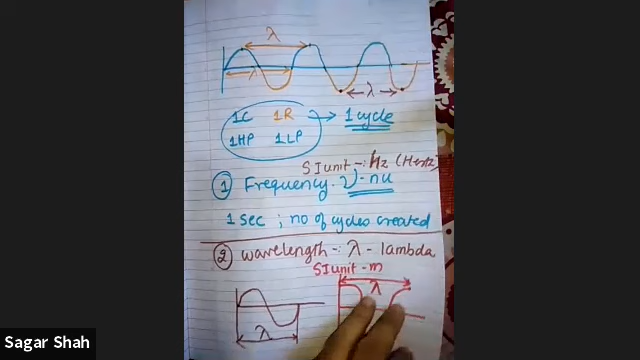 λ
λ
λ
1C 1R → 1 cycle
1HP 1LP
SI unit -: Hz (Hertz)
① Frequency. ν - nu
1 sec ; no of cycles created
② wavelength -: λ - lambda
SI unit - m
λ
λ
Sagar Shah